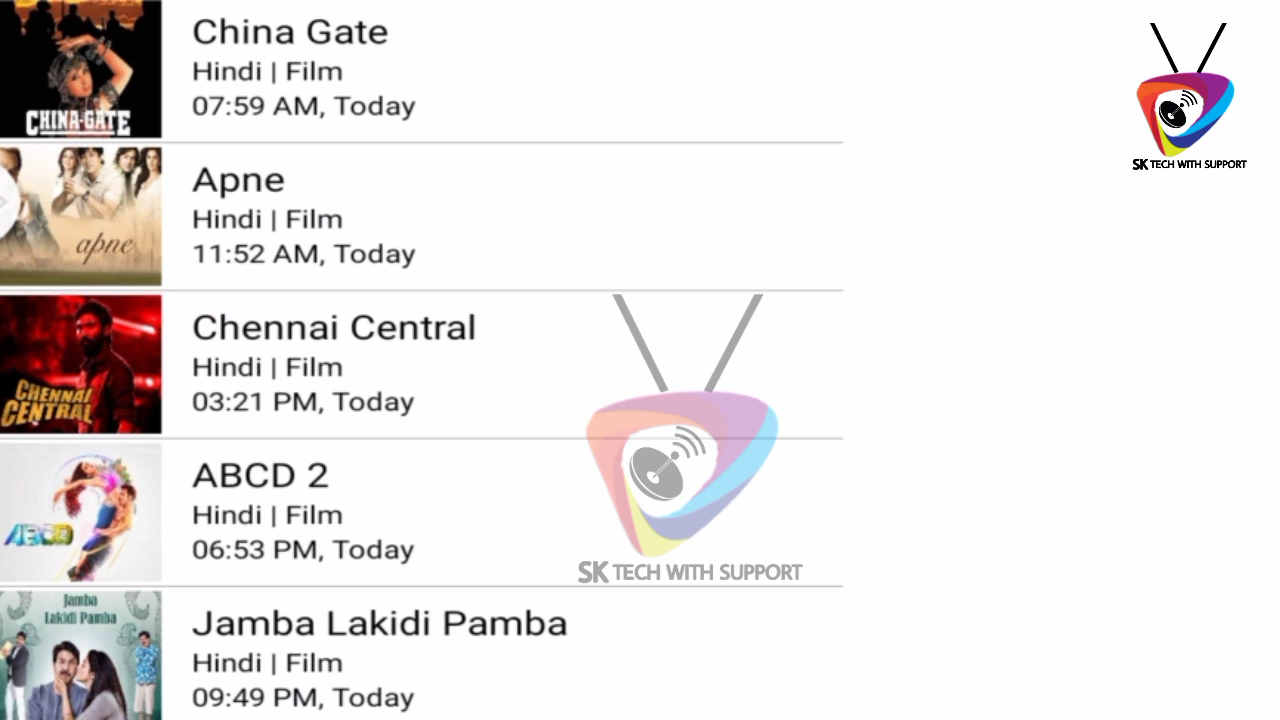 China Gate
Hindi | Film
07:59 AM, Today
CHINA-GATE
SK TECH WITH SUPPORT
Apne
Hindi | Film
11:52 AM, Today
apne
Chennai Central
Hindi | Film
03:21 PM, Today
CHENNAI
CENTRAL
ABCD 2
Hindi | Film
06:53 PM, Today
ABCD
2
SK TECH WITH SUPPORT
Jamba Lakidi Pamba
Hindi | Film
09:49 PM, Today
Jamba
Lakidi Pamba